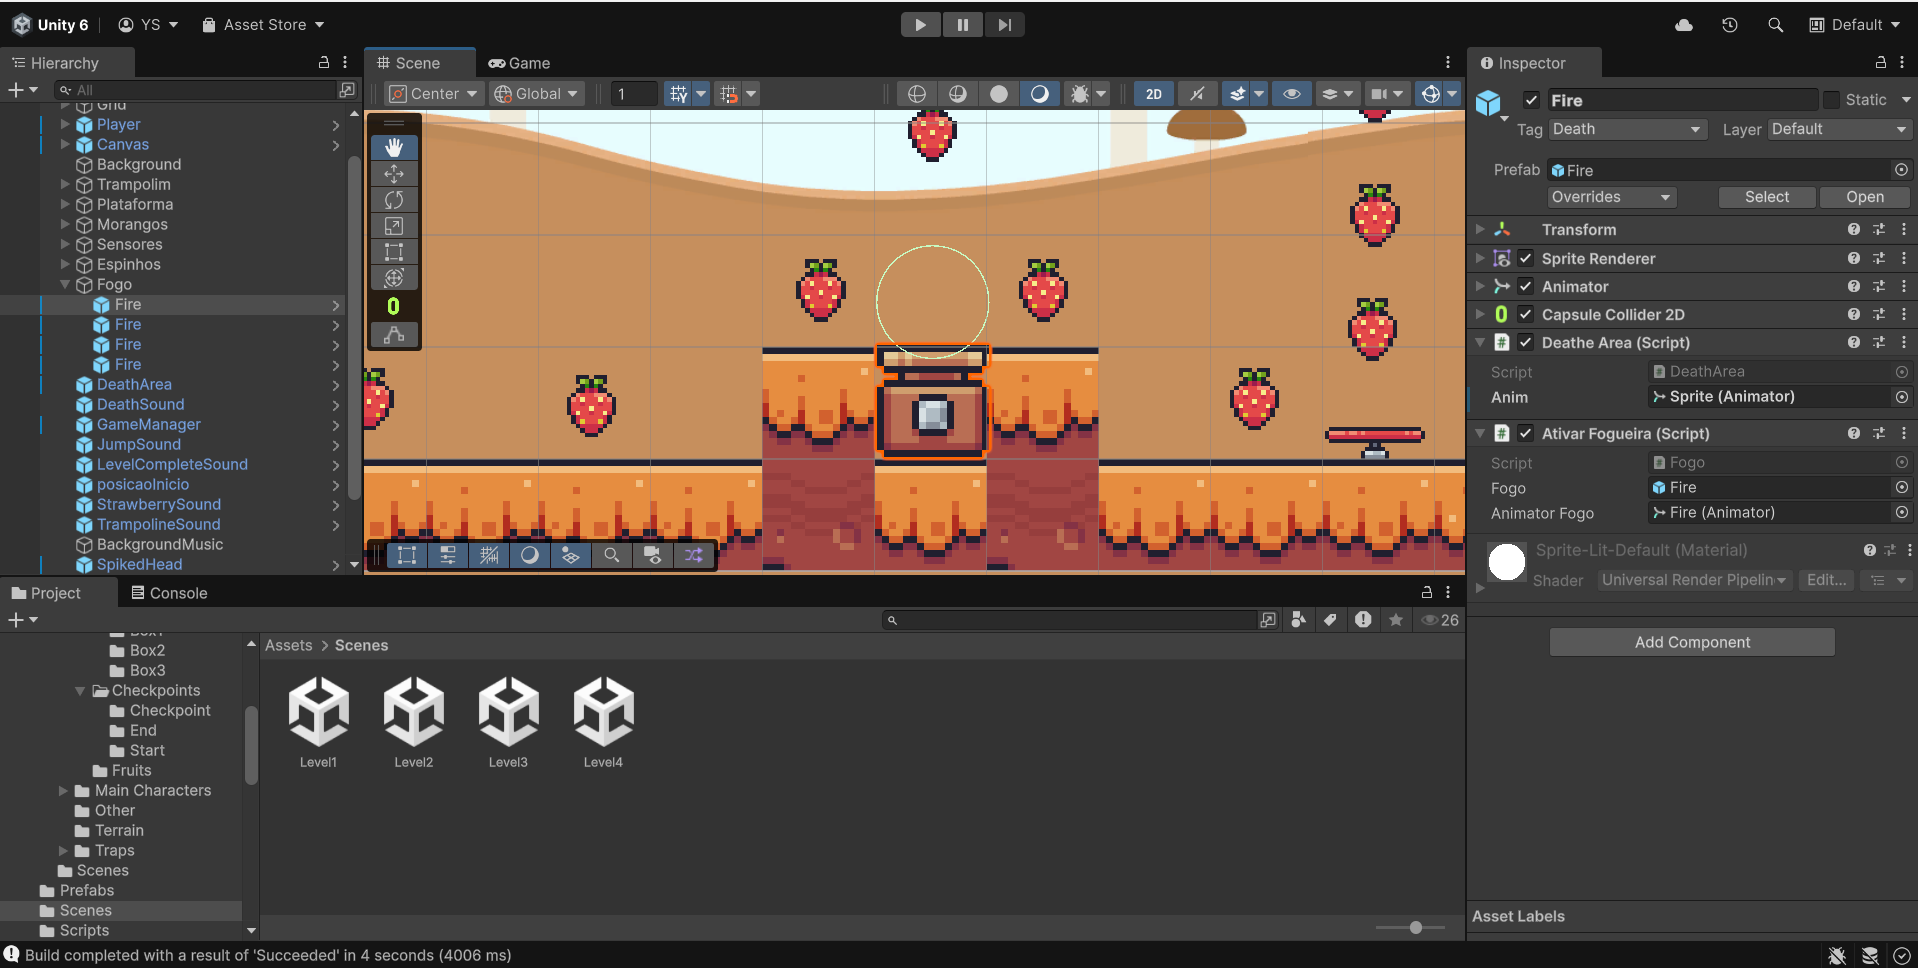 Unity 6
YS
Asset Store
Default
Hierarchy
All
Grid
Player
Canvas
Background
Trampolim
Plataforma
Morangos
Sensores
Espinhos
Fogo
Fire
Fire
Fire
Fire
DeathArea
DeathSound
GameManager
JumpSound
LevelCompleteSound
posicaoInicio
StrawberrySound
TrampolineSound
BackgroundMusic
SpikedHead
Scene
Game
Center
Global
1
2D
Inspector
Fire
Static
Tag
Death
Layer
Default
Prefab
Fire
Overrides
Select
Open
Transform
Sprite Renderer
Animator
Capsule Collider 2D
Deathe Area (Script)
Script
DeathArea
Anim
Sprite (Animator)
Ativar Fogueira (Script)
Script
Fogo
Fogo
Fire
Animator Fogo
Fire (Animator)
Sprite-Lit-Default (Material)
Shader
Universal Render Pipelin
Edit...
Add Component
Asset Labels
Project
Console
26
Box1
Box2
Box3
Checkpoints
Checkpoint
End
Start
Fruits
Main Characters
Other
Terrain
Traps
Scenes
Prefabs
Scenes
Scripts
Assets > Scenes
Level1
Level2
Level3
Level4
Build completed with a result of 'Succeeded' in 4 seconds (4006 ms)